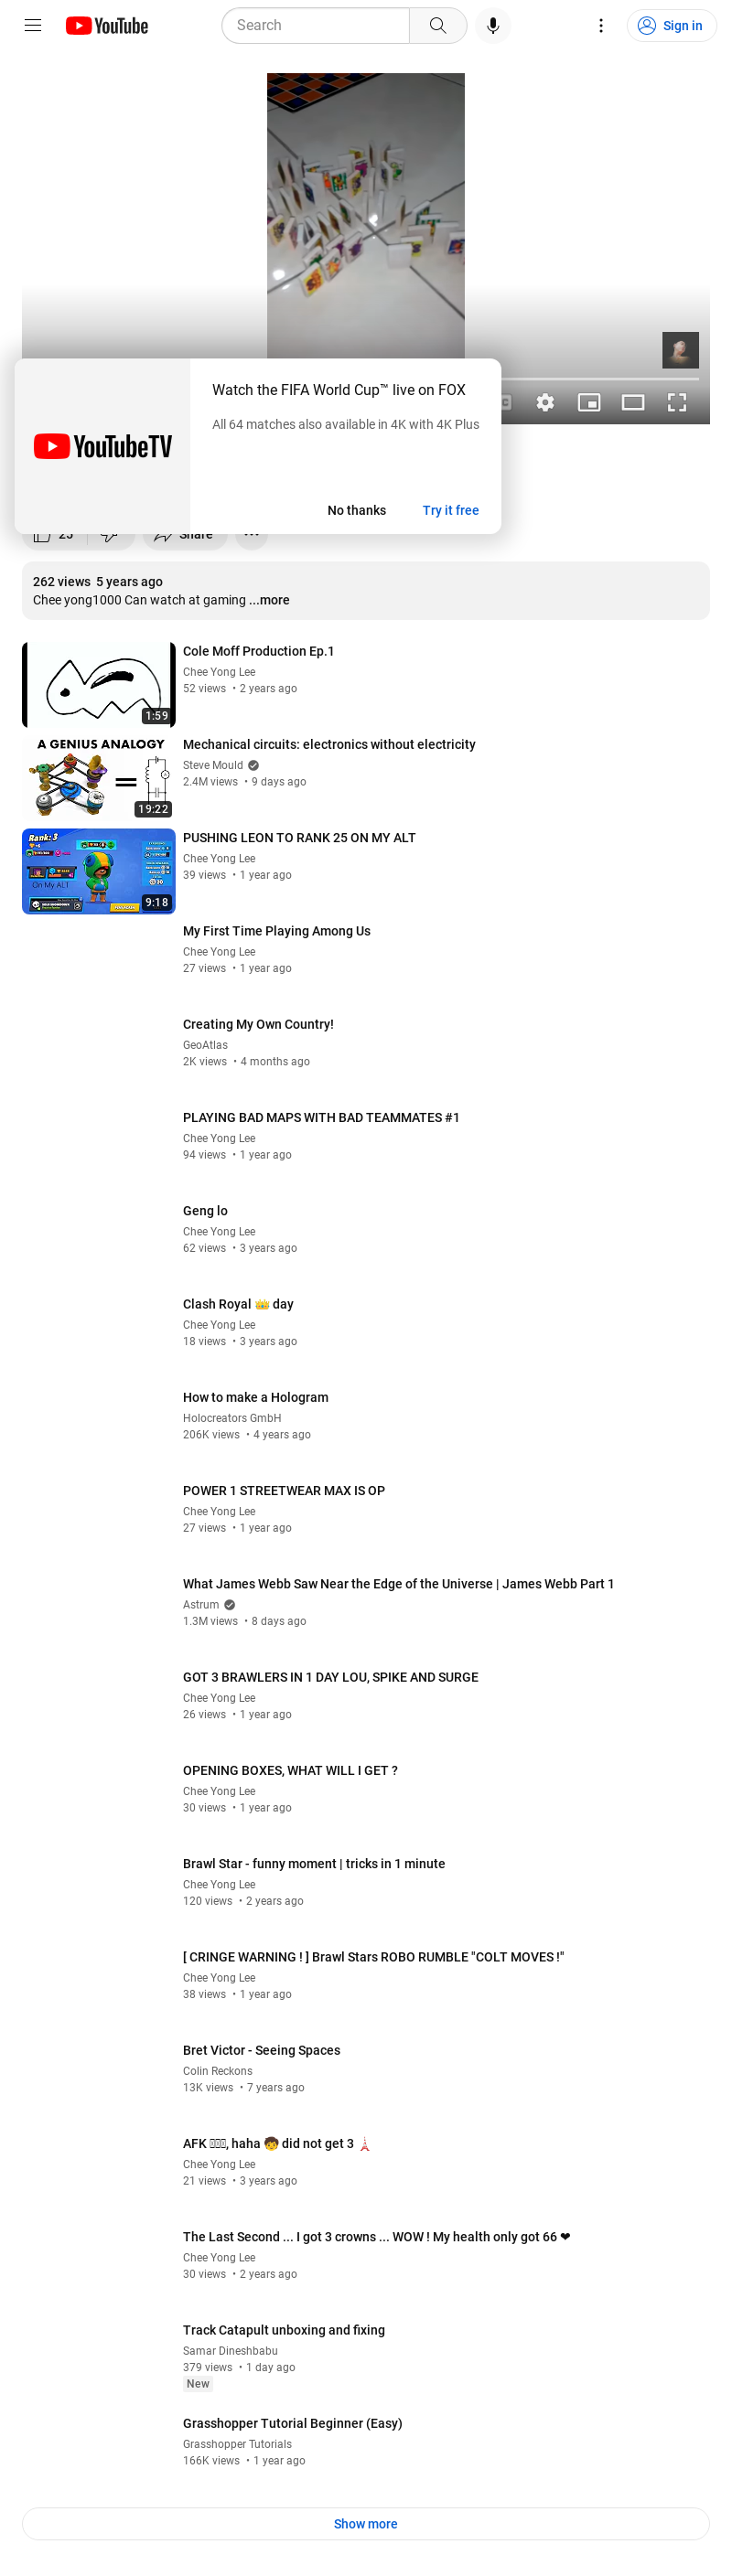 YouTube
Search
Sign in
Watch the FIFA World Cup™ live on FOX
All 64 matches also available in 4K with 4K Plus
YouTubeTV
No thanks
Try it free
25
Share
262 views 5 years ago
Chee yong1000 Can watch at gaming ...more
Cole Moff Production Ep.1
Chee Yong Lee
52 views • 2 years ago
1:59
A GENIUS ANALOGY
19:22
Mechanical circuits: electronics without electricity
Steve Mould
2.4M views • 9 days ago
Rank: 3
On My ALT
9:18
PUSHING LEON TO RANK 25 ON MY ALT
Chee Yong Lee
39 views • 1 year ago
My First Time Playing Among Us
Chee Yong Lee
27 views • 1 year ago
Creating My Own Country!
GeoAtlas
2K views • 4 months ago
PLAYING BAD MAPS WITH BAD TEAMMATES #1
Chee Yong Lee
94 views • 1 year ago
Geng lo
Chee Yong Lee
62 views • 3 years ago
Clash Royal 👑 day
Chee Yong Lee
18 views • 3 years ago
How to make a Hologram
Holocreators GmbH
206K views • 4 years ago
POWER 1 STREETWEAR MAX IS OP
Chee Yong Lee
27 views • 1 year ago
What James Webb Saw Near the Edge of the Universe | James Webb Part 1
Astrum
1.3M views • 8 days ago
GOT 3 BRAWLERS IN 1 DAY LOU, SPIKE AND SURGE
Chee Yong Lee
26 views • 1 year ago
OPENING BOXES, WHAT WILL I GET ?
Chee Yong Lee
30 views • 1 year ago
Brawl Star - funny moment | tricks in 1 minute
Chee Yong Lee
120 views • 2 years ago
[ CRINGE WARNING ! ] Brawl Stars ROBO RUMBLE "COLT MOVES !"
Chee Yong Lee
38 views • 1 year ago
Bret Victor - Seeing Spaces
Colin Reckons
13K views • 7 years ago
AFK , haha 🧒 did not get 3 🗼
Chee Yong Lee
21 views • 3 years ago
The Last Second ... I got 3 crowns ... WOW ! My health only got 66 ❤
Chee Yong Lee
30 views • 2 years ago
Track Catapult unboxing and fixing
Samar Dineshbabu
379 views • 1 day ago
New
Grasshopper Tutorial Beginner (Easy)
Grasshopper Tutorials
166K views • 1 year ago
Show more